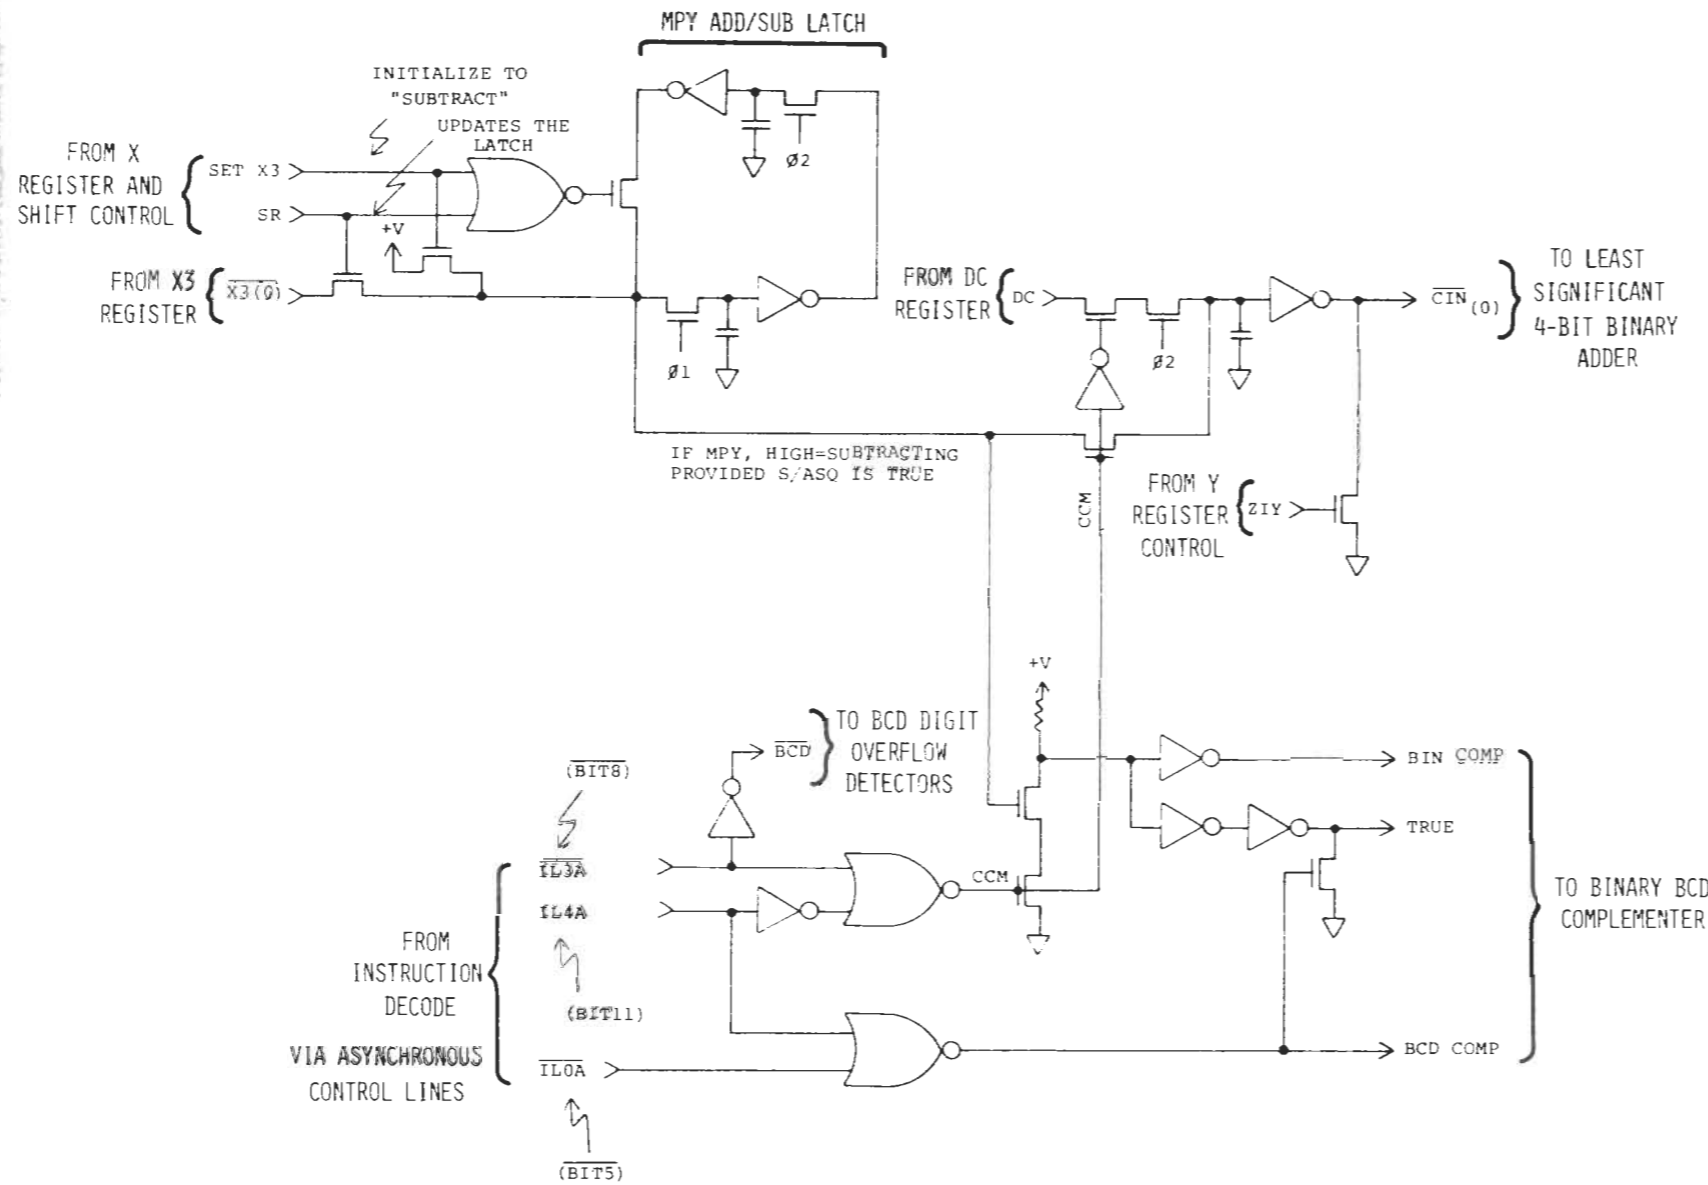 MPY ADD/SUB LATCH
INITIALIZE TO
"SUBTRACT"
UPDATES THE
LATCH
FROM X
REGISTER AND
SHIFT CONTROL
SET X3
SR
+V
Ø2
FROM X3
REGISTER
X3(0)
Ø1
FROM DC
REGISTER
DC
Ø2
CIN(0)
TO LEAST
SIGNIFICANT
4-BIT BINARY
ADDER
IF MPY, HIGH=SUBTRACTING
PROVIDED S/ASQ IS TRUE
CCM
FROM Y
REGISTER
CONTROL
ZIY
+V
BCD
TO BCD DIGIT
OVERFLOW
DETECTORS
(BIT8)
IL3A
IL4A
(BIT11)
CCM
FROM
INSTRUCTION
DECODE
VIA ASYNCHRONOUS
CONTROL LINES
IL0A
(BIT5)
BIN COMP
TRUE
BCD COMP
TO BINARY BCD
COMPLEMENTER